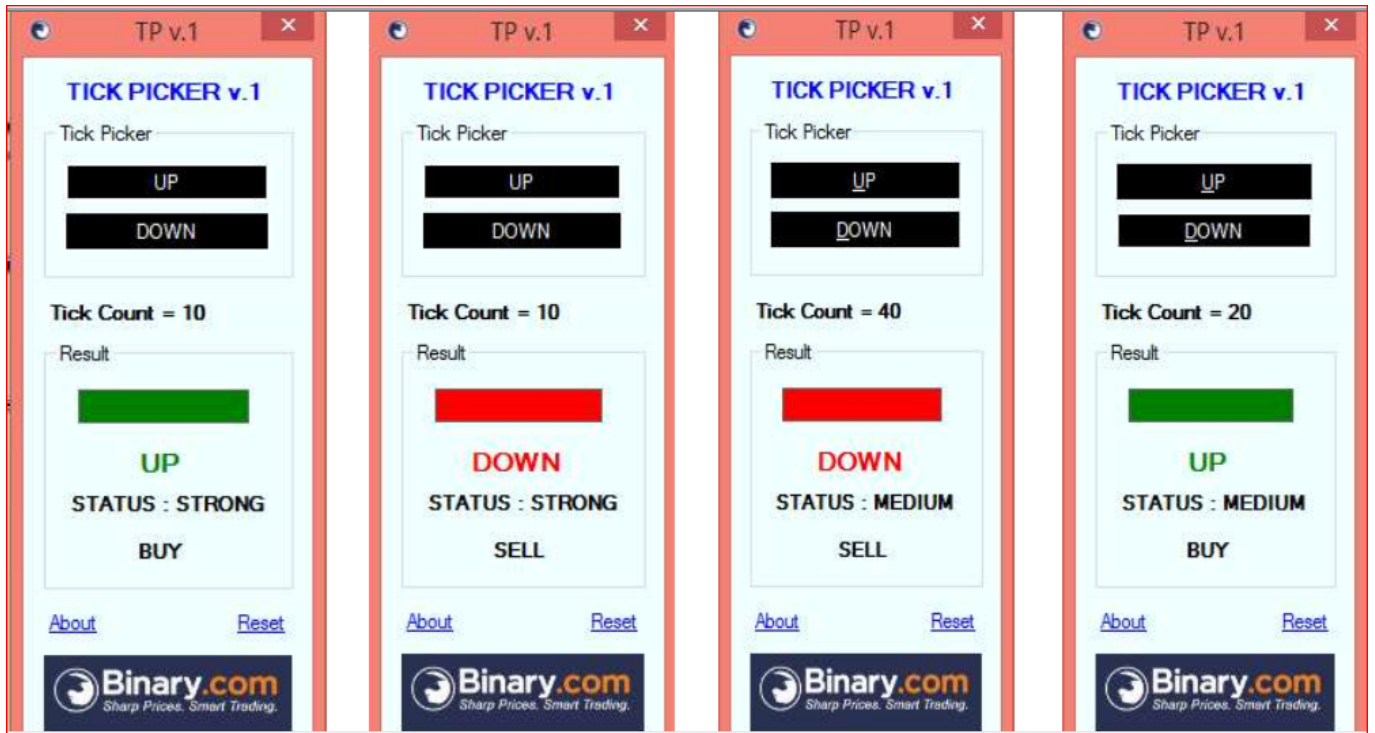 TP v.1
TICK PICKER v.1
Tick Picker
UP
DOWN
Tick Count = 10
Result
UP
STATUS : STRONG
BUY
About Reset
Binary.com
Sharp Prices. Smart Trading.
TP v.1
TICK PICKER v.1
Tick Picker
UP
DOWN
Tick Count = 10
Result
DOWN
STATUS : STRONG
SELL
About Reset
Binary.com
Sharp Prices. Smart Trading.
TP v.1
TICK PICKER v.1
Tick Picker
UP
DOWN
Tick Count = 40
Result
DOWN
STATUS : MEDIUM
SELL
About Reset
Binary.com
Sharp Prices. Smart Trading.
TP v.1
TICK PICKER v.1
Tick Picker
UP
DOWN
Tick Count = 20
Result
UP
STATUS : MEDIUM
BUY
About Reset
Binary.com
Sharp Prices. Smart Trading.